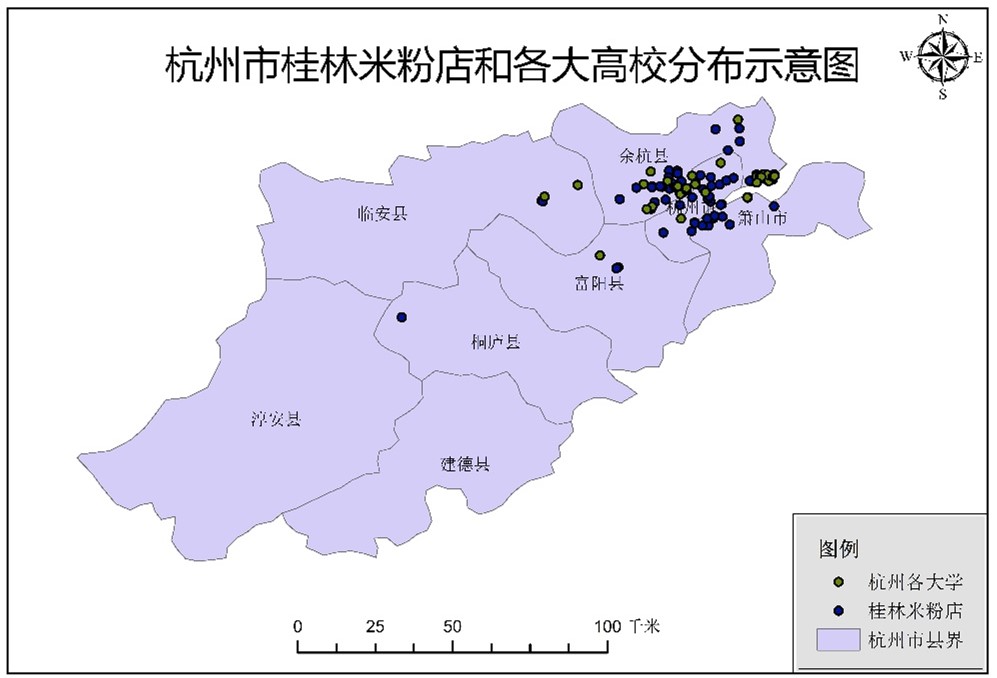 杭州市桂林米粉店和各大高校分布示意图
N
W
E
S
余杭县
临安县
杭州市
萧山市
富阳县
桐庐县
淳安县
建德县
图例
杭州各大学
桂林米粉店
杭州市县界
0 25 50 100 千米